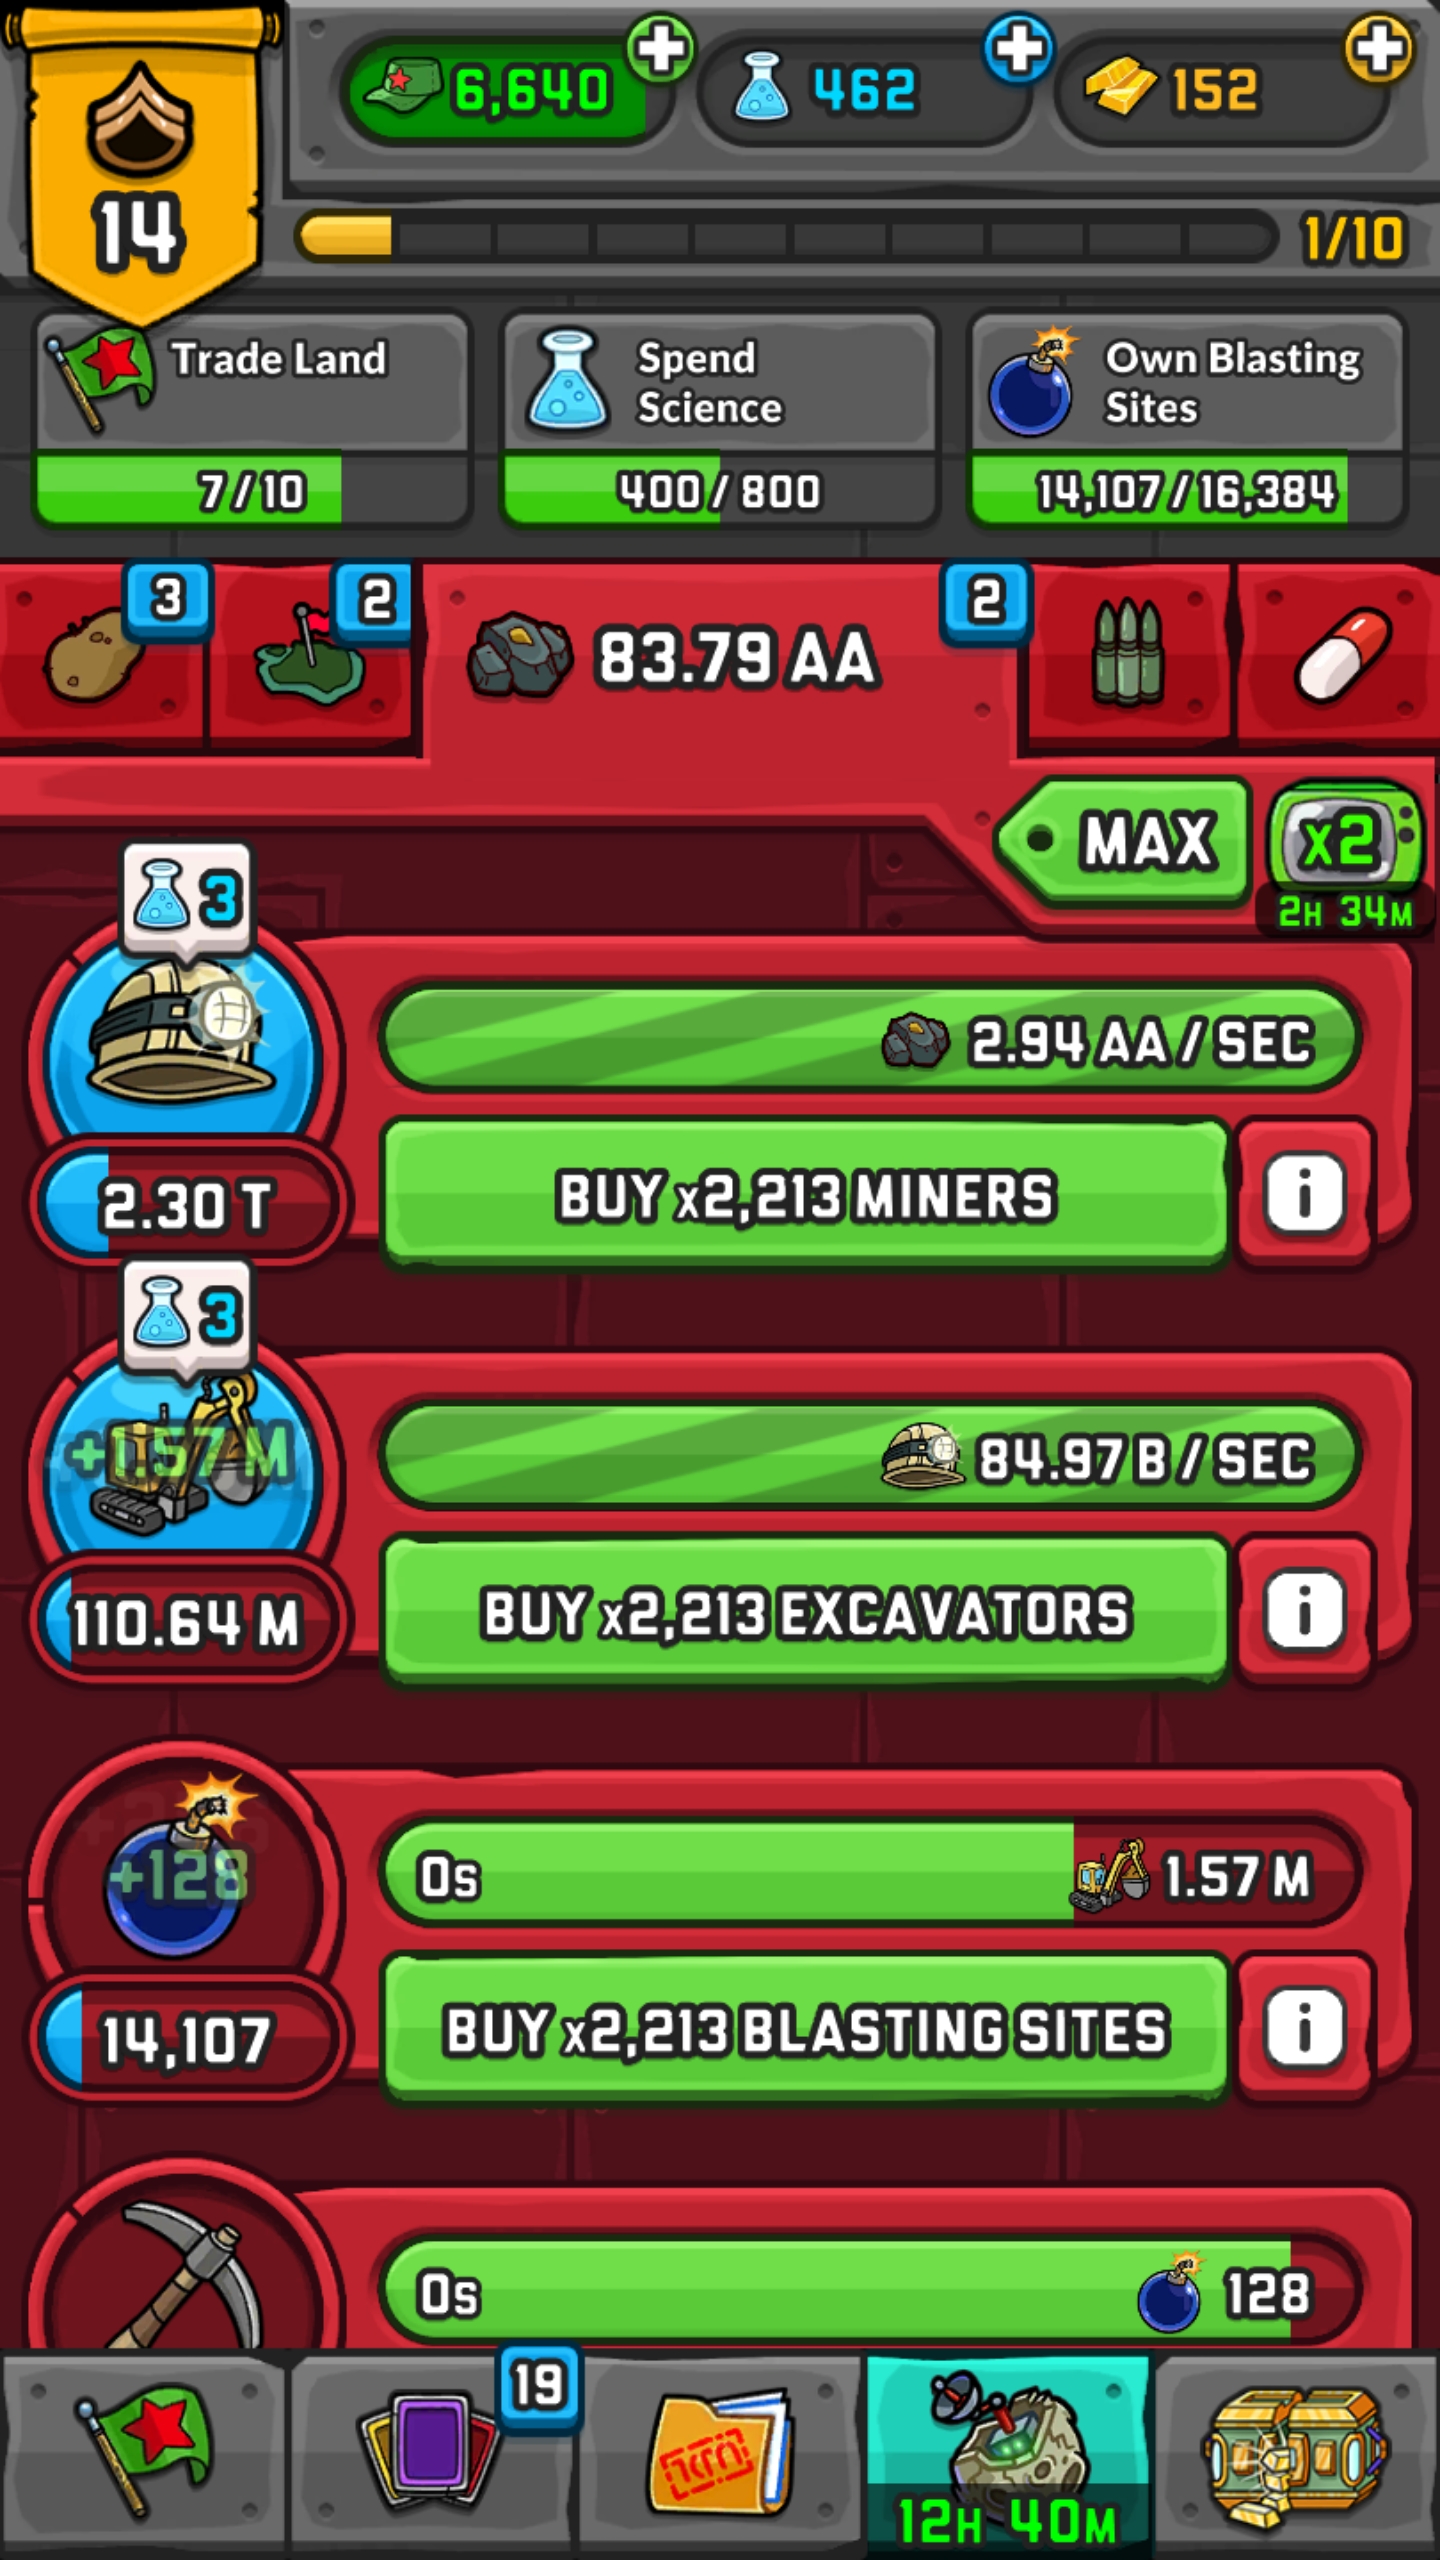 14
6,640
462
152
1/10
Trade Land
7/10
Spend
Science
400/800
Own Blasting
Sites
14,107/16,384
3
2
83.79 AA
2
MAX
x2
2H 34M
3
2.94 AA/SEC
2.30 T
BUY x2,213 MINERS
i
3
+1.57 M
84.97 B/SEC
110.64 M
BUY x2,213 EXCAVATORS
i
+128
0s
1.57 M
14,107
BUY x2,213 BLASTING SITES
i
0s
128
19
12H 40M